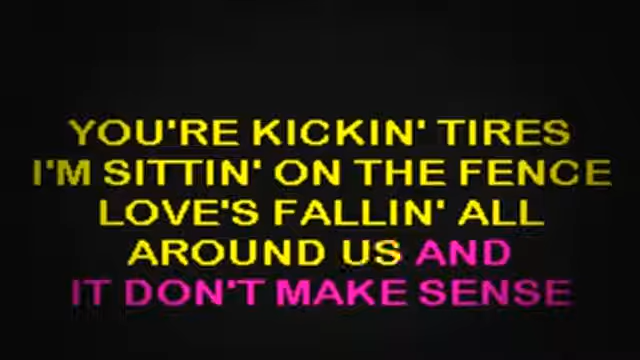 YOU'RE KICKIN' TIRES
I'M SITTIN' ON THE FENCE
LOVE'S FALLIN' ALL
AROUND US AND
IT DON'T MAKE SENSE